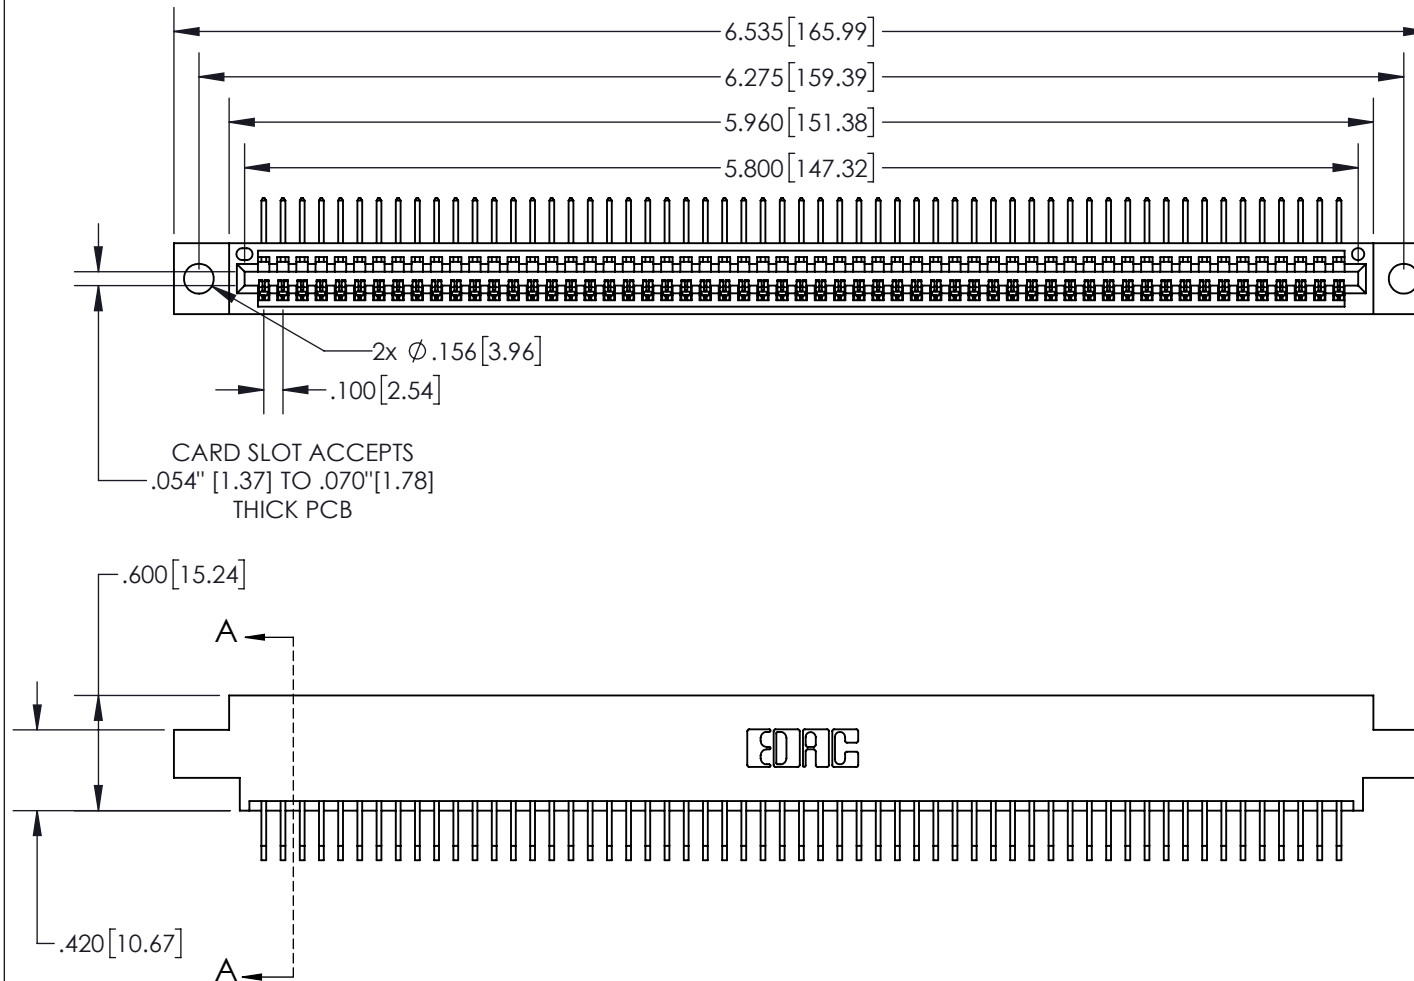 6.535[165.99]
6.275[159.39]
5.960[151.38]
5.800[147.32]
2x Ø.156[3.96]
.100[2.54]
CARD SLOT ACCEPTS
.054" [1.37] TO .070"[1.78]
THICK PCB
.600[15.24]
A
EDAC
.420[10.67]
A